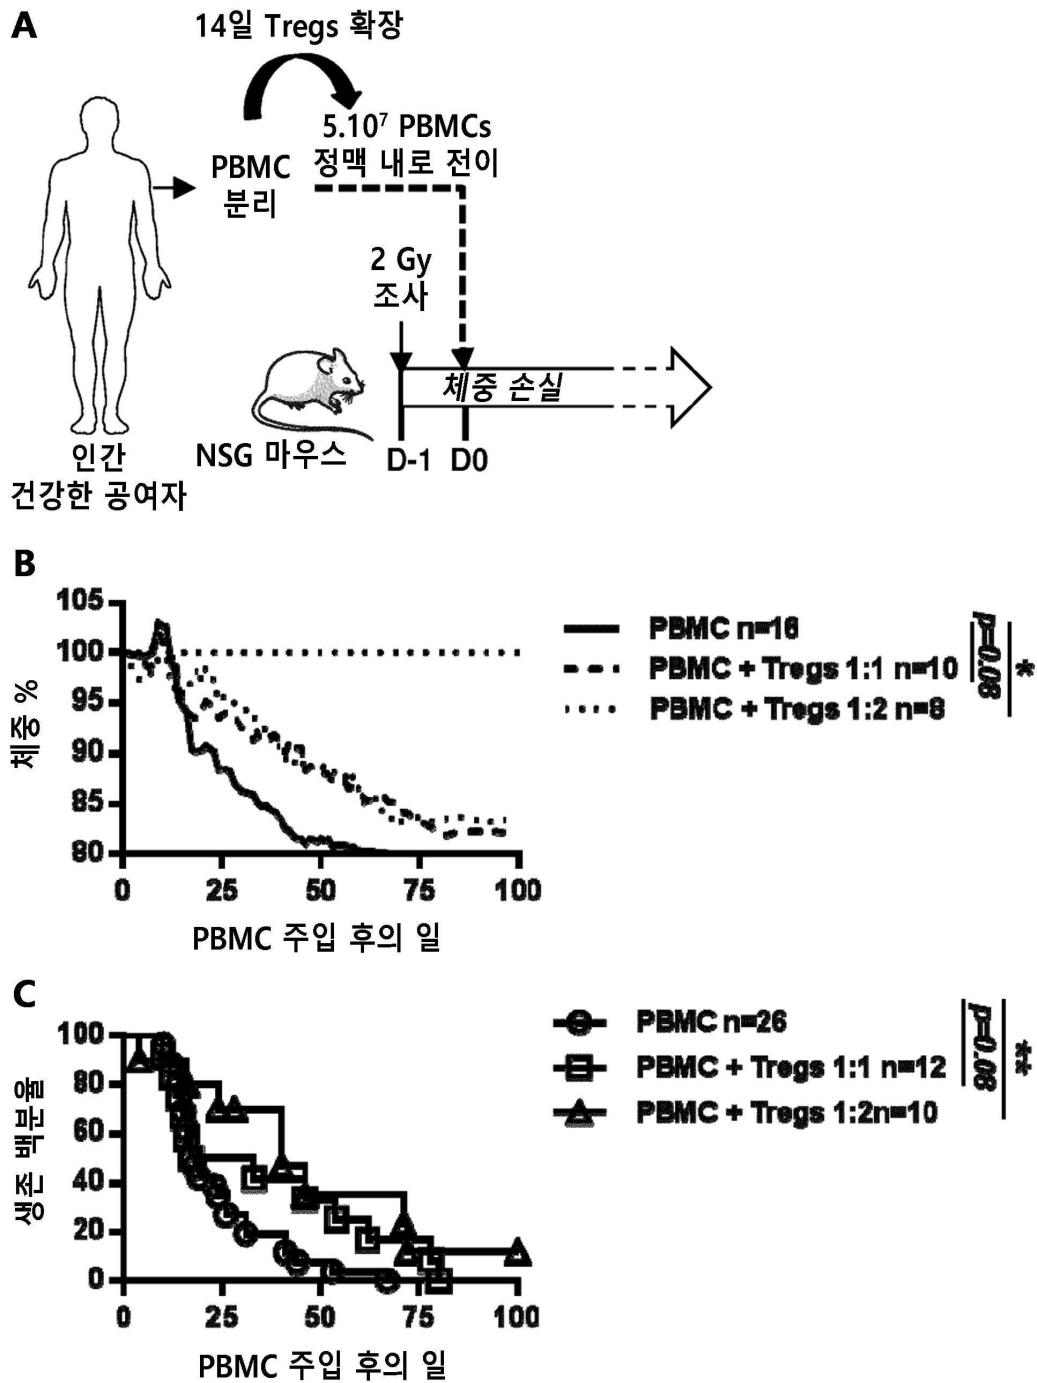 A
14일 Tregs 확장
5.10⁷ PBMCs
정맥 내로 전이
PBMC
분리
2 Gy
조사
체중 손실
인간
건강한 공여자
NSG 마우스
D-1 D0
B
105
100
95
90
85
80
체중 %
0 25 50 75 100
PBMC 주입 후의 일
PBMC n=16
PBMC + Tregs 1:1 n=10
PBMC + Tregs 1:2 n=8
p=0.08
*
C
100
80
60
40
20
0
생존 백분율
0 25 50 75 100
PBMC 주입 후의 일
PBMC n=26
PBMC + Tregs 1:1 n=12
PBMC + Tregs 1:2n=10
p=0.08
**